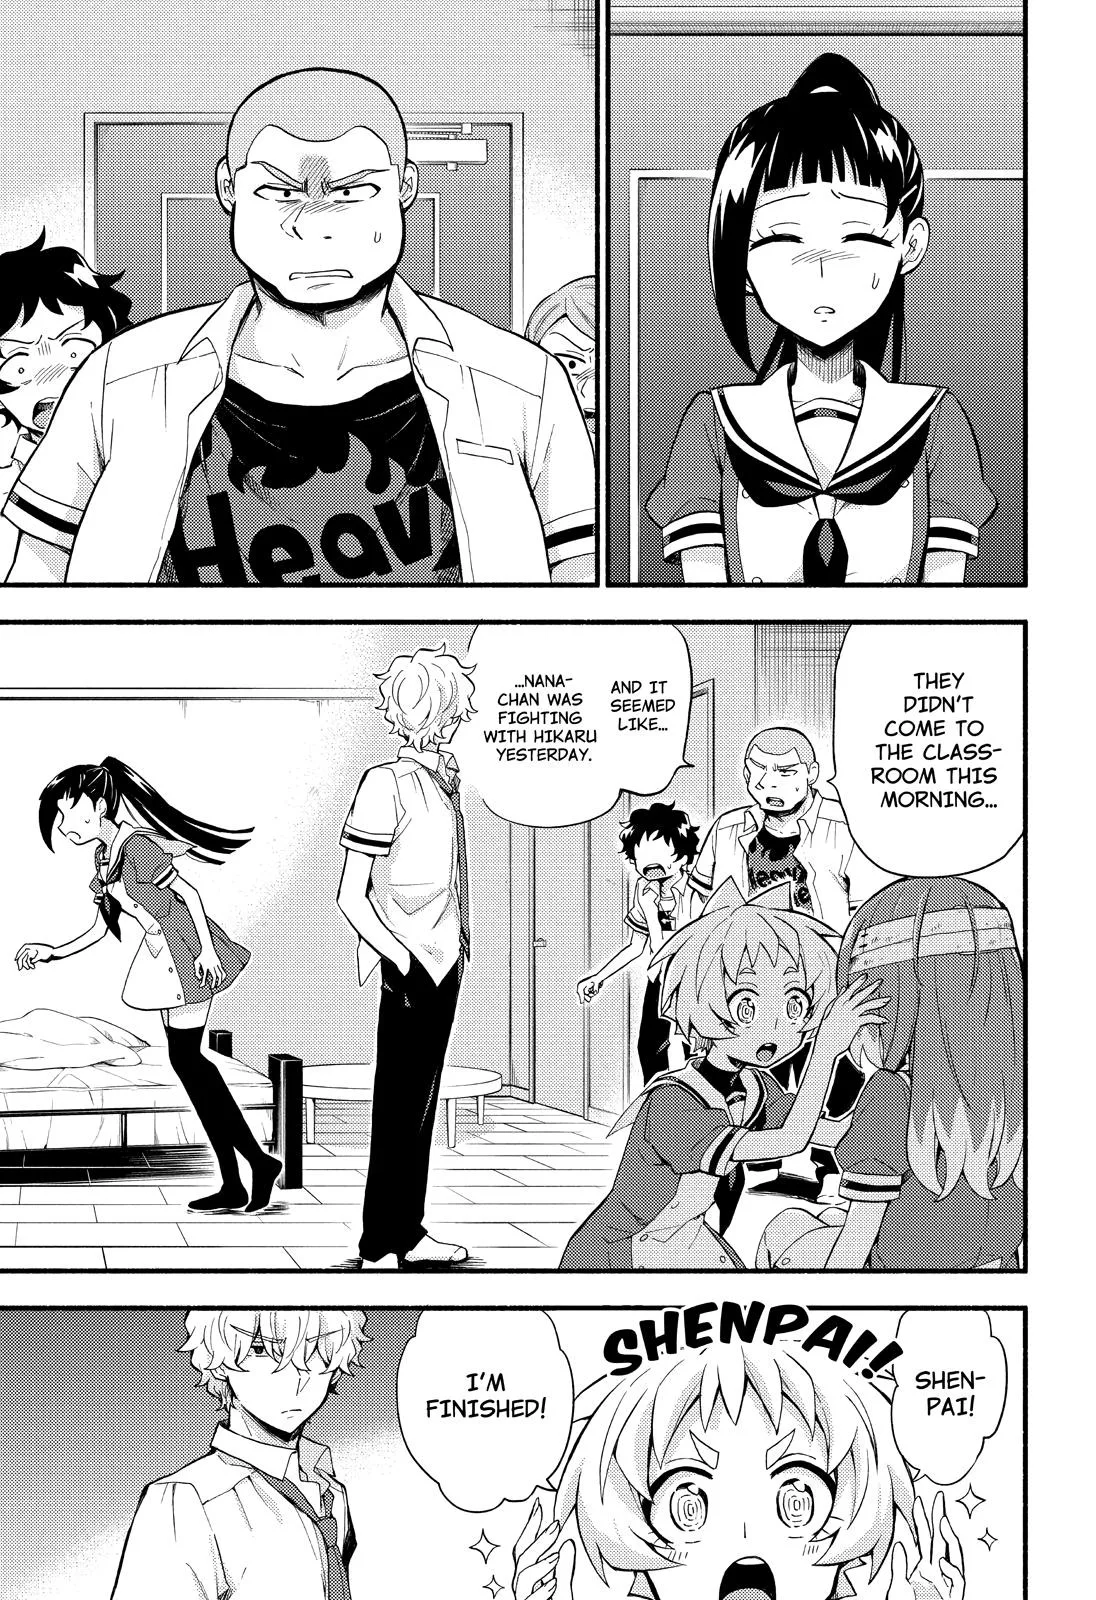 Heavy
THEY
DIDN'T
COME TO
THE CLASS-
ROOM THIS
MORNING...
AND IT
SEEMED
LIKE...
...NANA-
CHAN WAS
FIGHTING
WITH HIKARU
YESTERDAY.
Heavy
SHEN-
PAI!
SHENPAI!!
I'M
FINISHED!